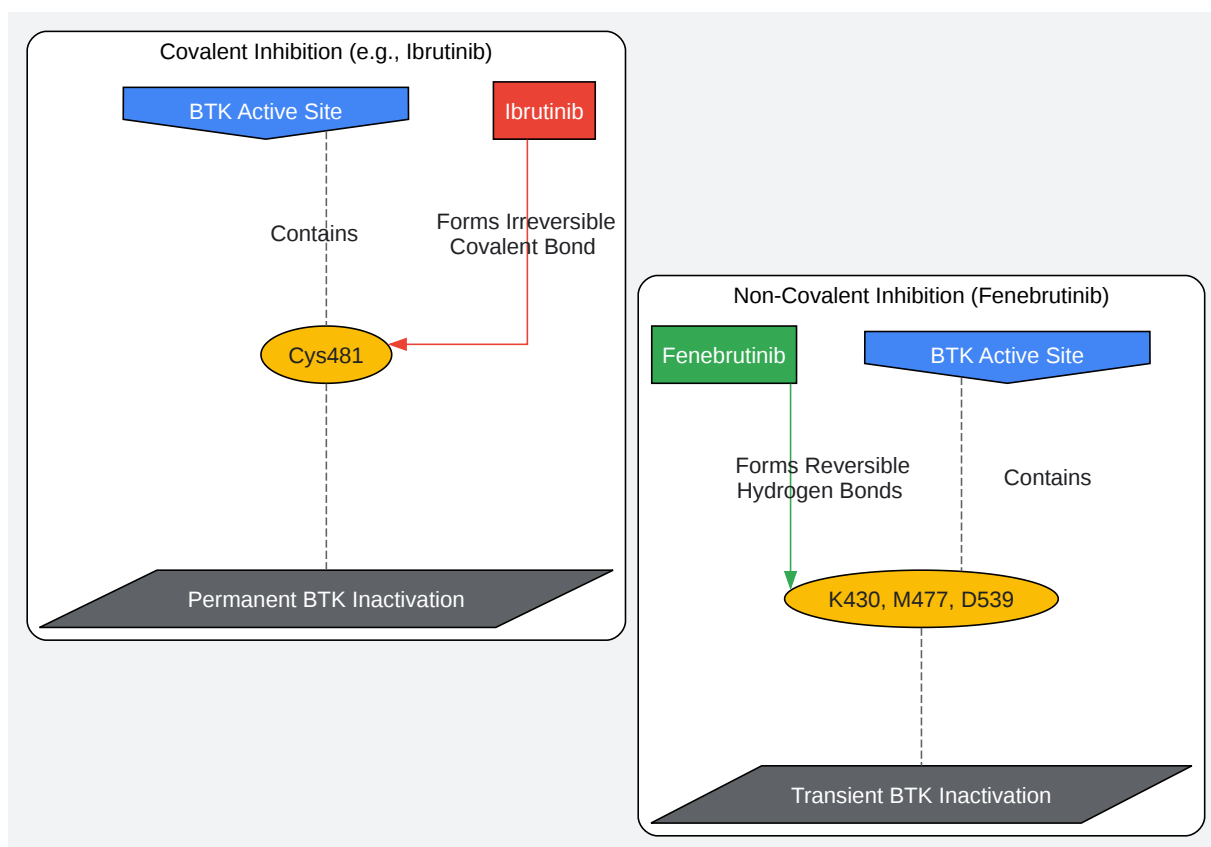 Covalent Inhibition (e.g., Ibrutinib)
BTK Active Site
Ibrutinib
Contains
Forms Irreversible
Covalent Bond
Cys481
Permanent BTK Inactivation
Non-Covalent Inhibition (Fenebrutinib)
Fenebrutinib
BTK Active Site
Forms Reversible
Hydrogen Bonds
Contains
K430, M477, D539
Transient BTK Inactivation